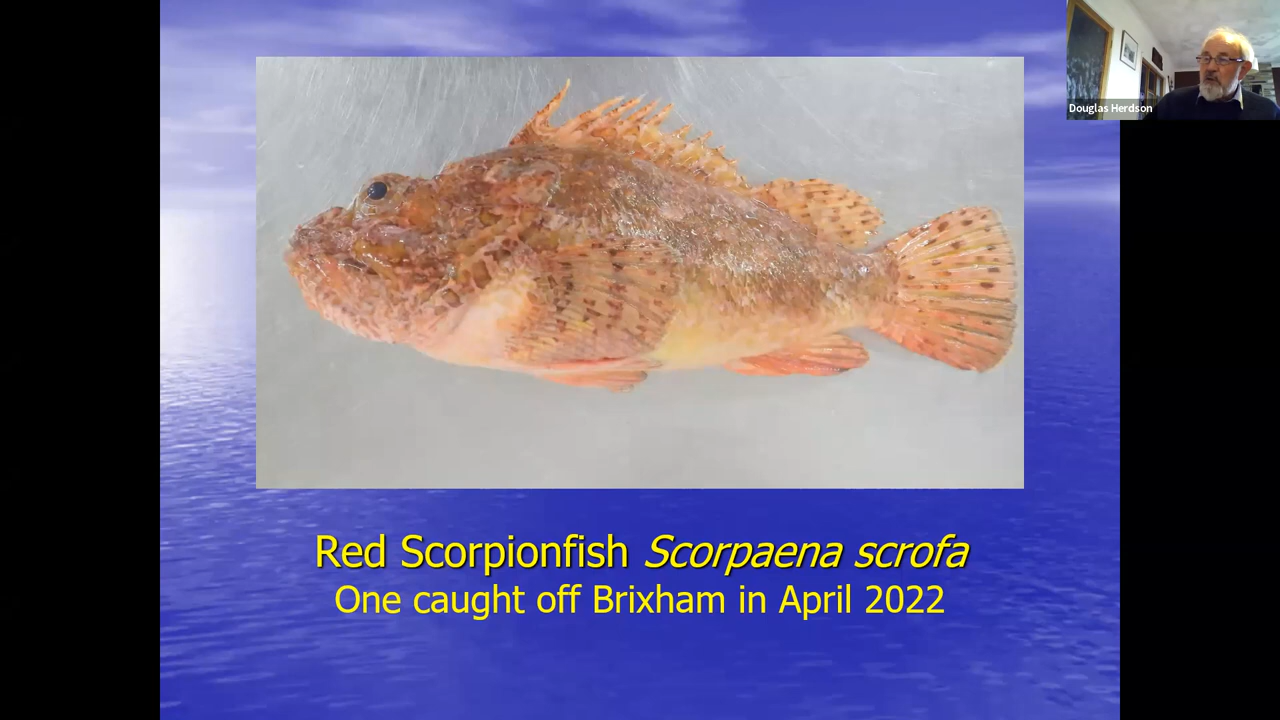 Douglas Herdson
Red Scorpionfish Scorpaena scrofa
One caught off Brixham in April 2022